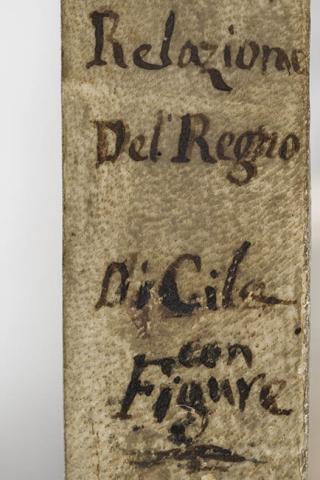 Relazione
Del Regno
Di Cila
con
Figure